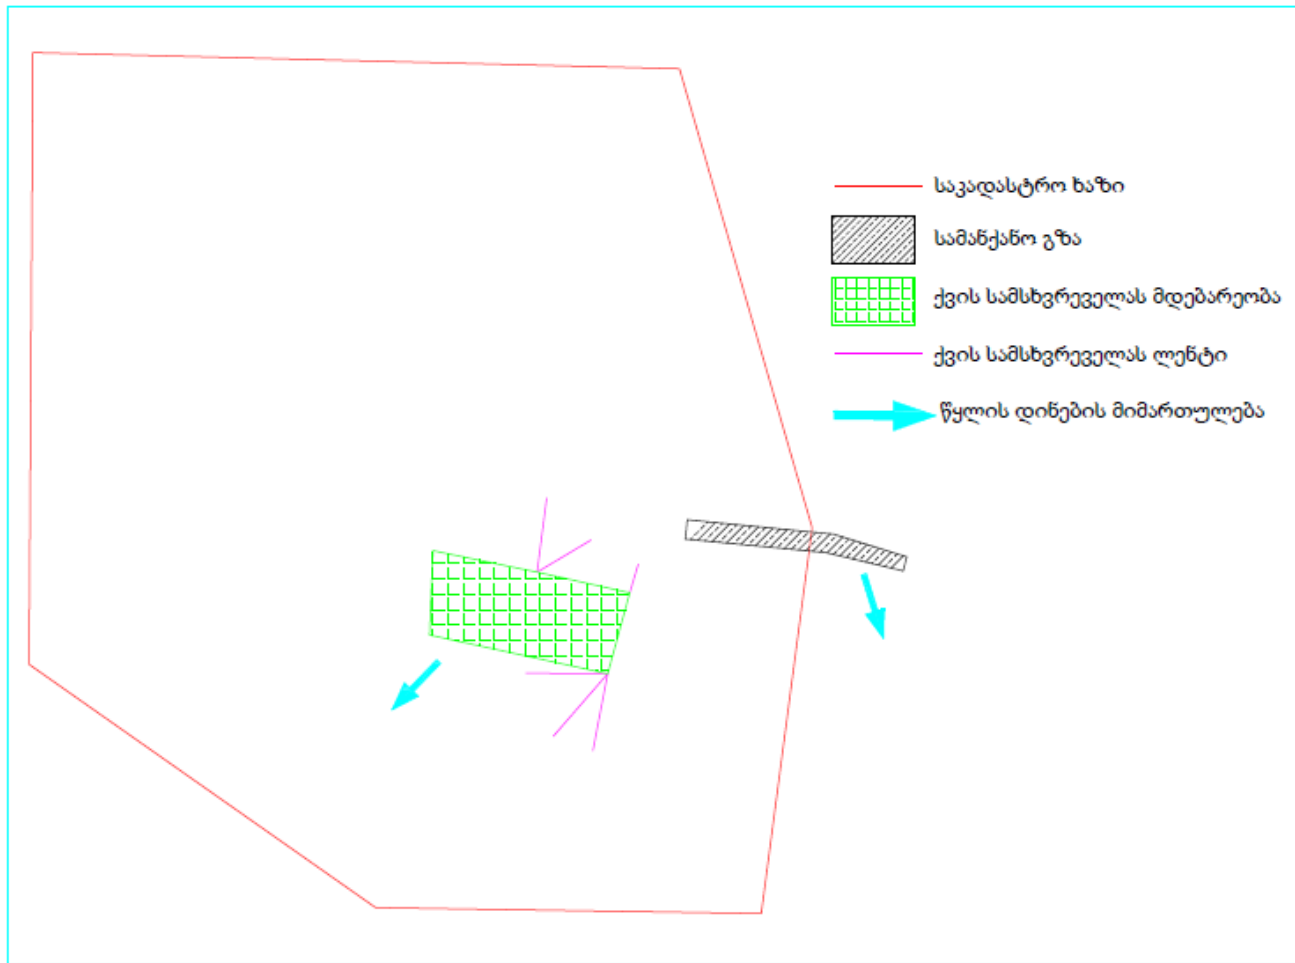 საკადასტრო ხაზი
სამანქანო გზა
ქვის სამსხვრეველას მდებარეობა
ქვის სამსხვრეველას ლენტი
წყლის დინების მიმართულება